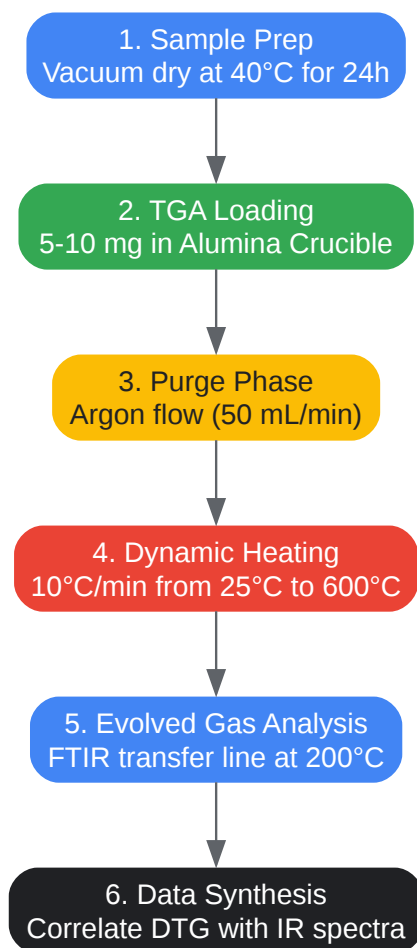 1. Sample Prep
Vacuum dry at 40°C for 24h
2. TGA Loading
5-10 mg in Alumina Crucible
3. Purge Phase
Argon flow (50 mL/min)
4. Dynamic Heating
10°C/min from 25°C to 600°C
5. Evolved Gas Analysis
FTIR transfer line at 200°C
6. Data Synthesis
Correlate DTG with IR spectra